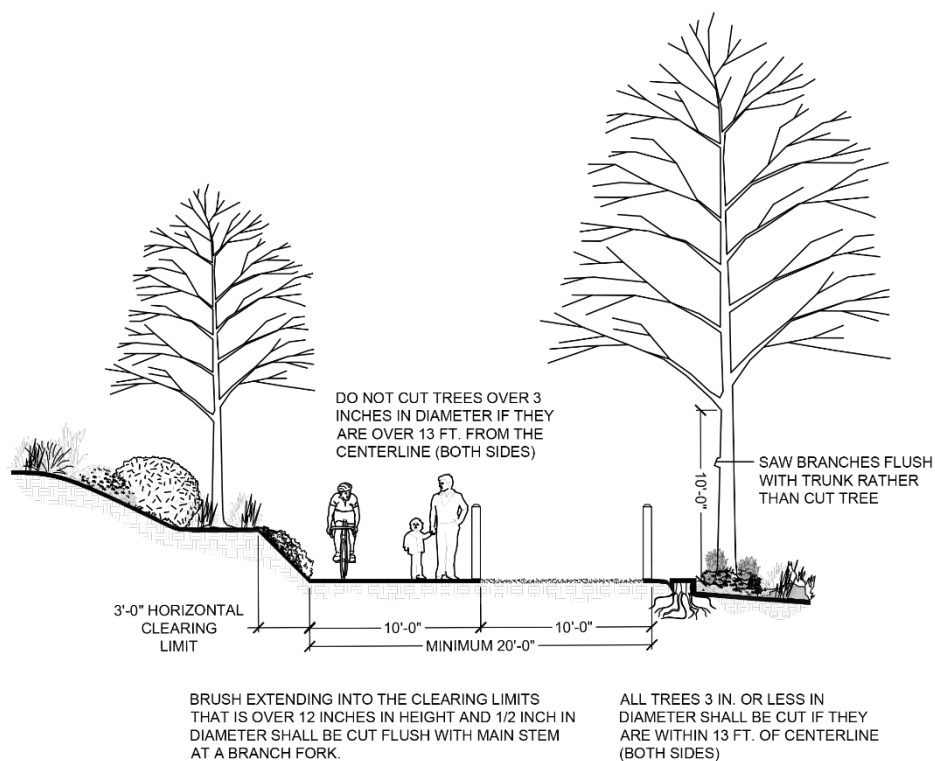 DO NOT CUT TREES OVER 3
INCHES IN DIAMETER IF THEY
ARE OVER 13 FT. FROM THE
CENTERLINE (BOTH SIDES)
SAW BRANCHES FLUSH
WITH TRUNK RATHER
THAN CUT TREE
10'-0"
3'-0" HORIZONTAL
CLEARING
LIMIT
10'-0"
10'-0"
MINIMUM 20'-0"
BRUSH EXTENDING INTO THE CLEARING LIMITS
THAT IS OVER 12 INCHES IN HEIGHT AND 1/2 INCH IN
DIAMETER SHALL BE CUT FLUSH WITH MAIN STEM
AT A BRANCH FORK.
ALL TREES 3 IN. OR LESS IN
DIAMETER SHALL BE CUT IF THEY
ARE WITHIN 13 FT. OF CENTERLINE
(BOTH SIDES)